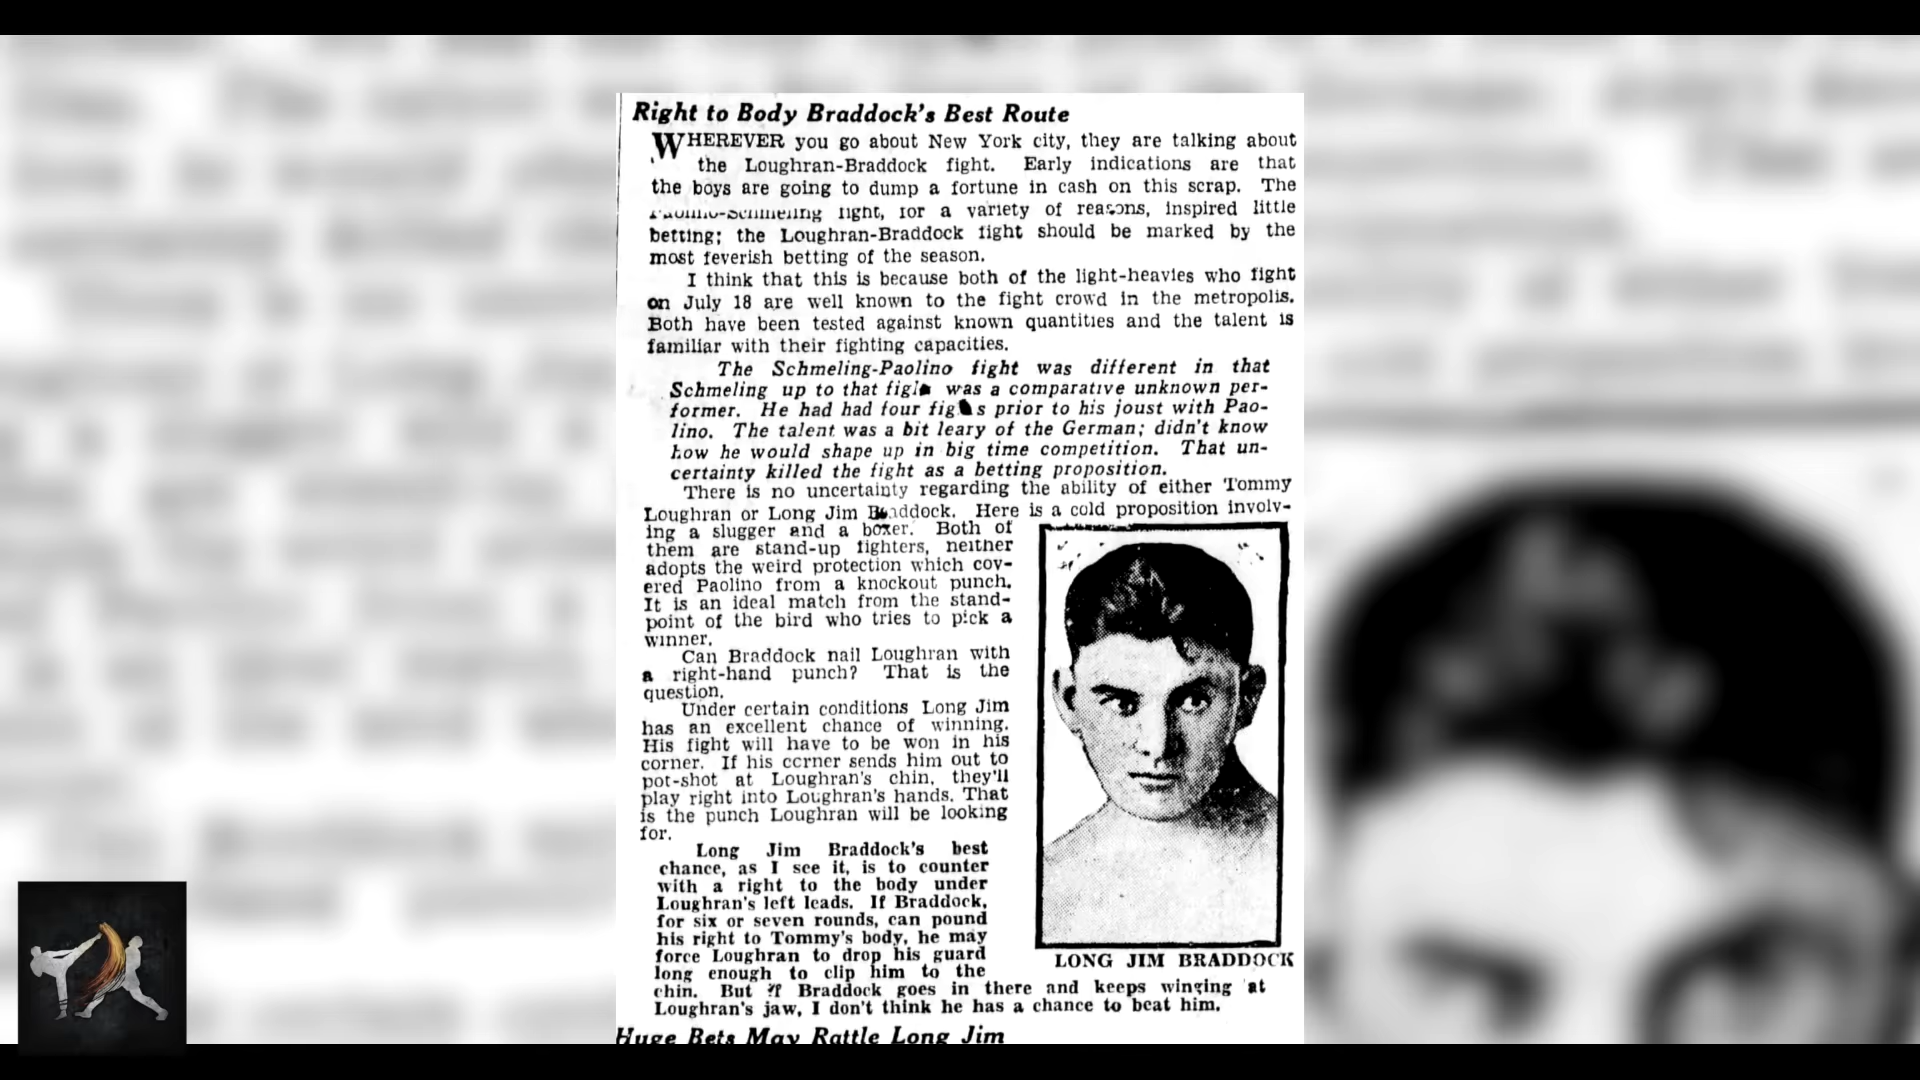 Right to Body Braddock's Best Route
WHEREVER you go about New York city, they are talking about
the Loughran-Braddock fight. Early indications are that
the boys are going to dump a fortune in cash on this scrap. The
Paolino-Schmeling fight, for a variety of reasons, inspired little
betting; the Loughran-Braddock fight should be marked by the
most feverish betting of the season.
I think that this is because both of the light-heavies who fight
on July 18 are well known to the fight crowd in the metropolis.
Both have been tested against known quantities and the talent is
familiar with their fighting capacities.
The Schmeling-Paolino fight was different in that
Schmeling up to that fight was a comparative unknown per-
former. He had had four fights prior to his joust with Pao-
lino. The talent was a bit leary of the German; didn't know
how he would shape up in big time competition. That un-
certainty killed the fight as a betting proposition.
There is no uncertainty regarding the ability of either Tommy
Loughran or Long Jim Braddock. Here is a cold proposition involv-
ing a slugger and a boxer. Both of
them are stand-up fighters, neither
adopts the weird protection which cov-
ered Paolino from a knockout punch.
It is an ideal match from the stand-
point of the bird who tries to pick a
winner.
Can Braddock nail Loughran with
a right-hand punch? That is the
question.
Under certain conditions Long Jim
has an excellent chance of winning.
His fight will have to be won in his
corner. If his corner sends him out to
pot-shot at Loughran's chin, they'll
play right into Loughran's hands. That
is the punch Loughran will be looking
for.
Long Jim Braddock's best
chance, as I see it, is to counter
with a right to the body under
Loughran's left leads. If Braddock,
for six or seven rounds, can pound
his right to Tommy's body, he may
force Loughran to drop his guard
long enough to clip him to the
chin. But if Braddock goes in there and keeps winging at
Loughran's jaw, I don't think he has a chance to beat him.
LONG JIM BRADDOCK
Huge Bets May Rattle Long Jim